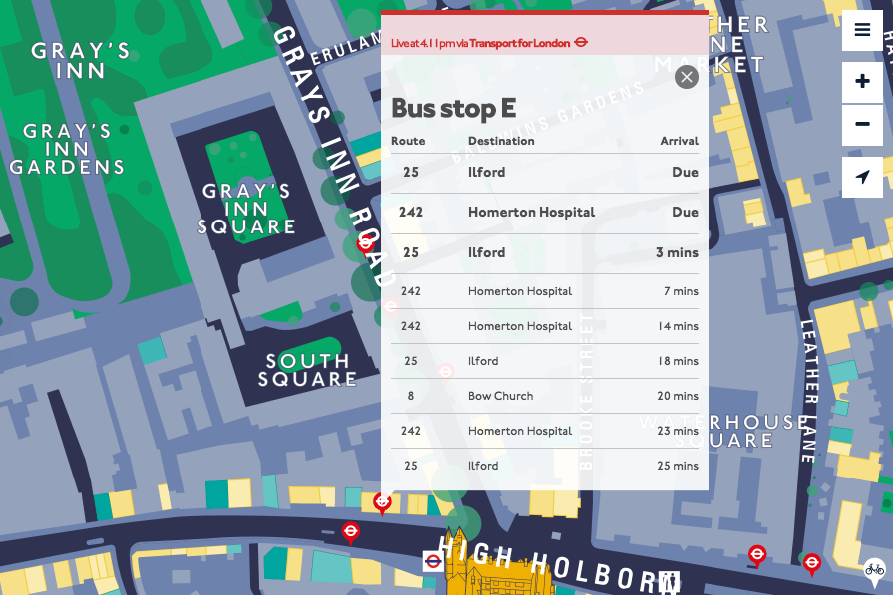 GRAY'S
INN
GRAY'S
INN
GARDENS
GRAY'S
INN
SQUARE
SOUTH
SQUARE
GRAYS INN ROAD
ERULAM
Live at 4.11pm via Transport for London
Bus stop E
Route Destination Arrival
25 Ilford Due
242 Homerton Hospital Due
25 Ilford 3 mins
242 Homerton Hospital 7 mins
242 Homerton Hospital 14 mins
25 Ilford 18 mins
8 Bow Church 20 mins
242 Homerton Hospital 23 mins
25 Ilford 25 mins
BALDWINS GARDENS
BROOKE STREET
THER
NE
MARKET
WATERHOUSE
SQUARE
LEATHER LANE
HIGH HOLBORN